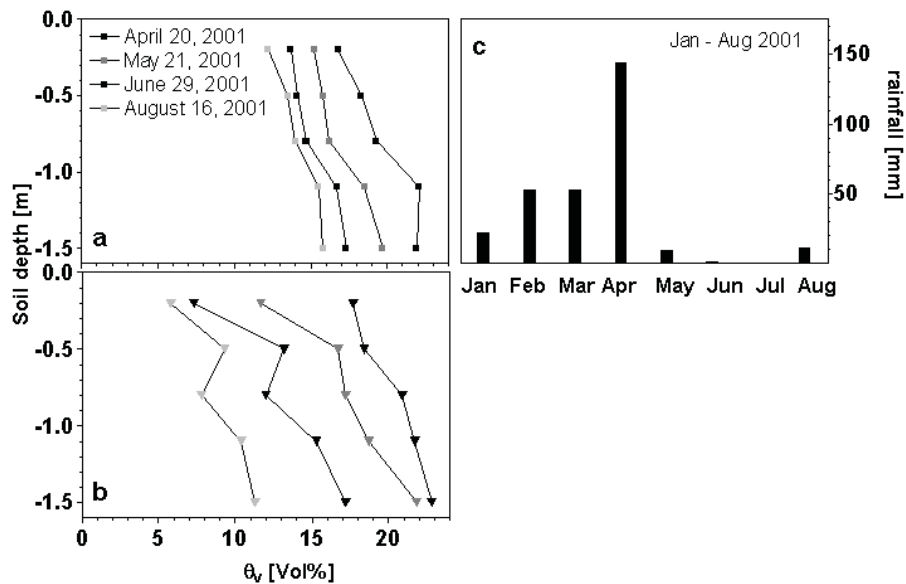 0.0
-0.5
-1.0
-1.5
0.0
-0.5
-1.0
-1.5
Soil depth [m]
April 20, 2001
May 21, 2001
June 29, 2001
August 16, 2001
a
b
0 5 10 15 20
θv [Vol%]
c
Jan - Aug 2001
150
100
50
rainfall [mm]
Jan Feb Mar Apr May Jun Jul Aug